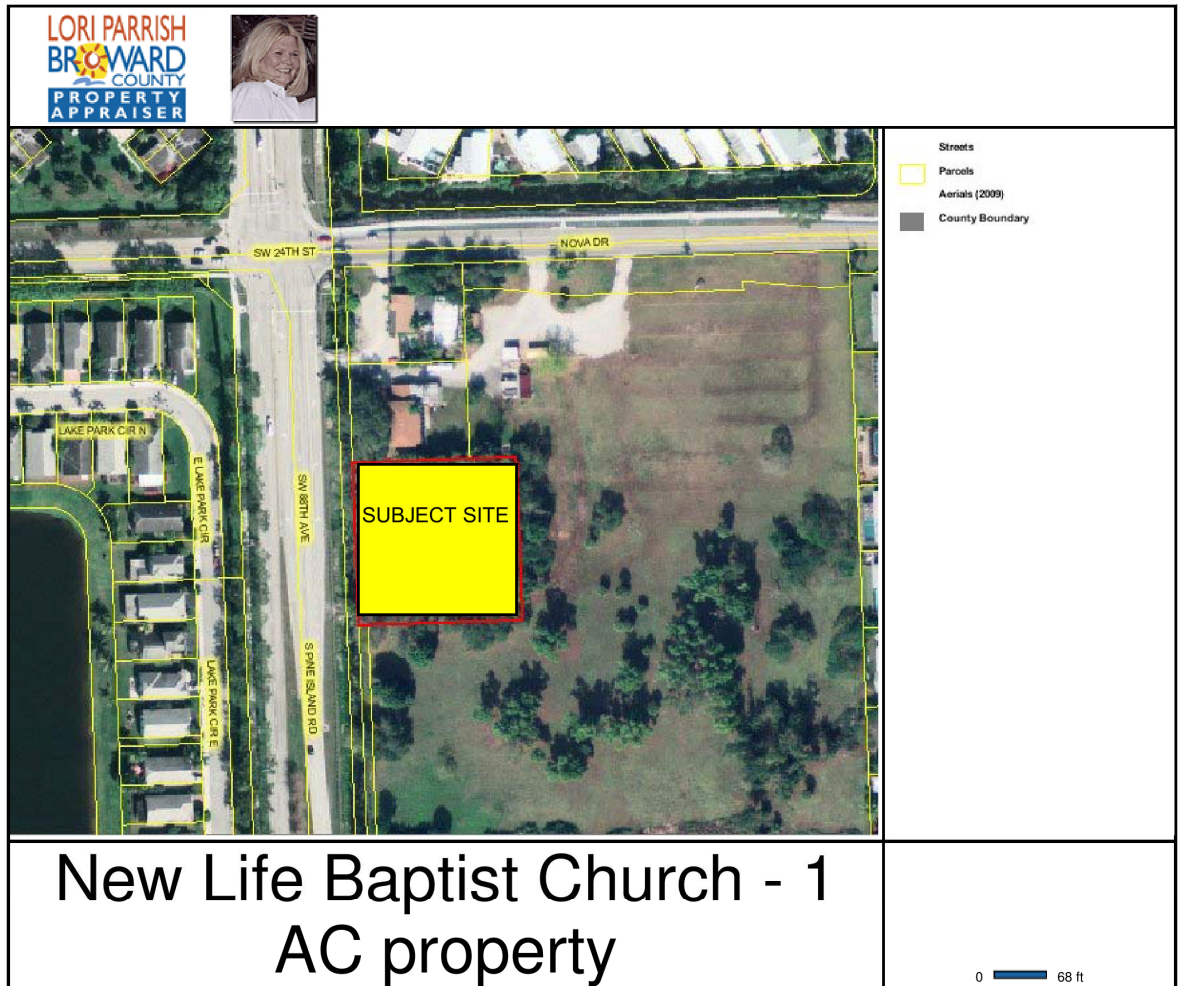 LORI PARRISH
BROWARD
COUNTY
PROPERTY
APPRAISER
Streets
Parcels
Aerials (2009)
County Boundary
NOVA DR
SW 24TH ST
LAKE PARK CIR N
E LAKE PARK CIR
SW 86TH AVE
SUBJECT SITE
S PINE ISLAND RD
LAKE PARK CIR E
New Life Baptist Church - 1
AC property
0 68 ft